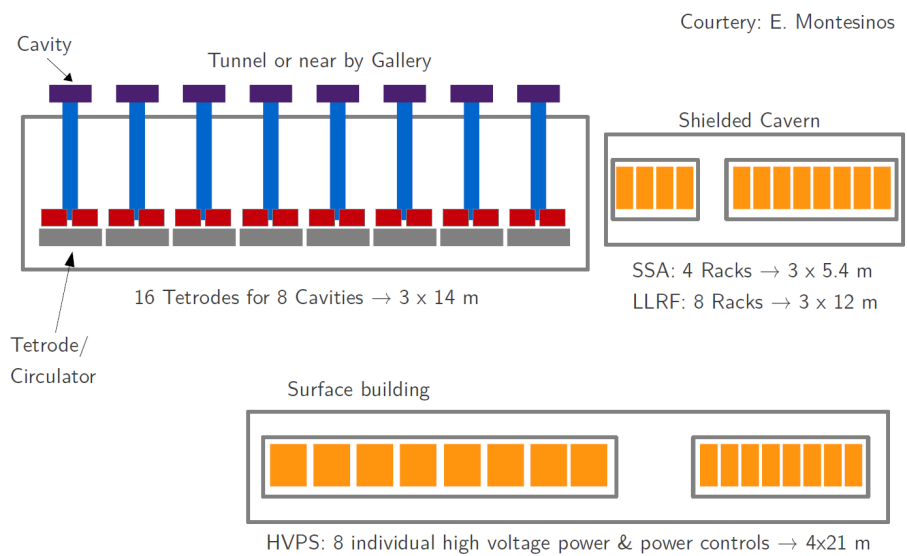 Courtery: E. Montesinos
Cavity
Tunnel or near by Gallery
Shielded Cavern
SSA: 4 Racks → 3 x 5.4 m
LLRF: 8 Racks → 3 x 12 m
16 Tetrodes for 8 Cavities → 3 x 14 m
Tetrode/
Circulator
Surface building
HVPS: 8 individual high voltage power & power controls → 4x21 m